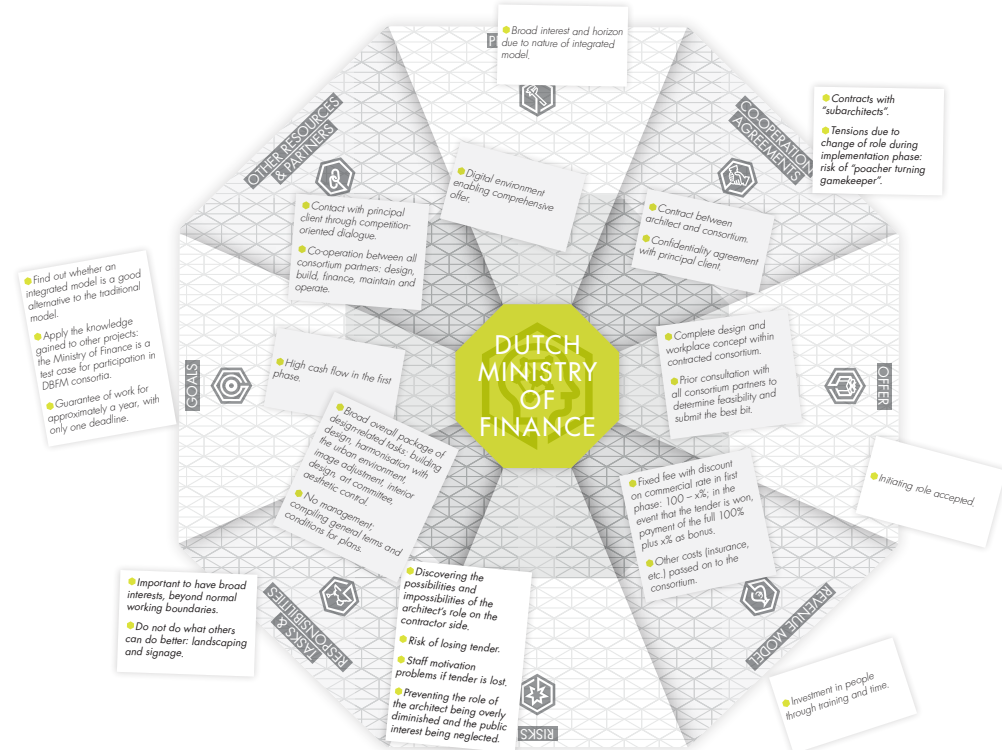 Broad interest and horizon
due to nature of integrated
model.
OTHER RESOURCES
& PARTNERS
CO-OPERATION
AGREEMENTS
Contracts with
“subarchitects”.
Tensions due to
change of role during
implementation phase:
risk of “poacher turning
gamekeeper”.
Digital environment
enabling comprehensive
offer.
Contact with principal
client through competition-
oriented dialogue.
Co-operation between all
consortium partners: design,
build, finance, maintain and
operate.
Contract between
architect and consortium.
Confidentiality agreement
with principal client.
Find out whether an
integrated model is a good
alternative to the traditional
model.
Apply the knowledge
gained to other projects:
the Ministry of Finance is a
test case for participation in
DBFM consortia.
Guarantee of work for
approximately a year, with
only one deadline.
GOALS
High cash flow in the first
phase.
DUTCH
MINISTRY
OF
FINANCE
Complete design and
workplace concept within
contracted consortium.
Prior consultation with
all consortium partners to
determine feasibility and
submit the best bit.
OFFER
Broad overall package of
design-related tasks: building
design, harmonisation with
the urban environment,
image adjustment, interior
design, art committee,
aesthetic control.
No management;
compiling general terms and
conditions for plans.
Fixed fee with discount
on commercial rate in first
phase: 100 – x%; in the
event that the tender is won,
payment of the full 100%
plus x% as bonus.
Other costs (insurance,
etc.) passed on to the
consortium.
Initiating role accepted.
Important to have broad
interests, beyond normal
working boundaries.
Do not do what others
can do better: landscaping
and signage.
TASKS &
RESPONSIBILITIES
Discovering the
possibilities and
impossibilities of the
architect’s role on the
contractor side.
Risk of losing tender.
Staff motivation
problems if tender is lost.
Preventing the role of
the architect being overly
diminished and the public
interest being neglected.
RISKS
REVENUE MODEL
Investment in people
through training and time.